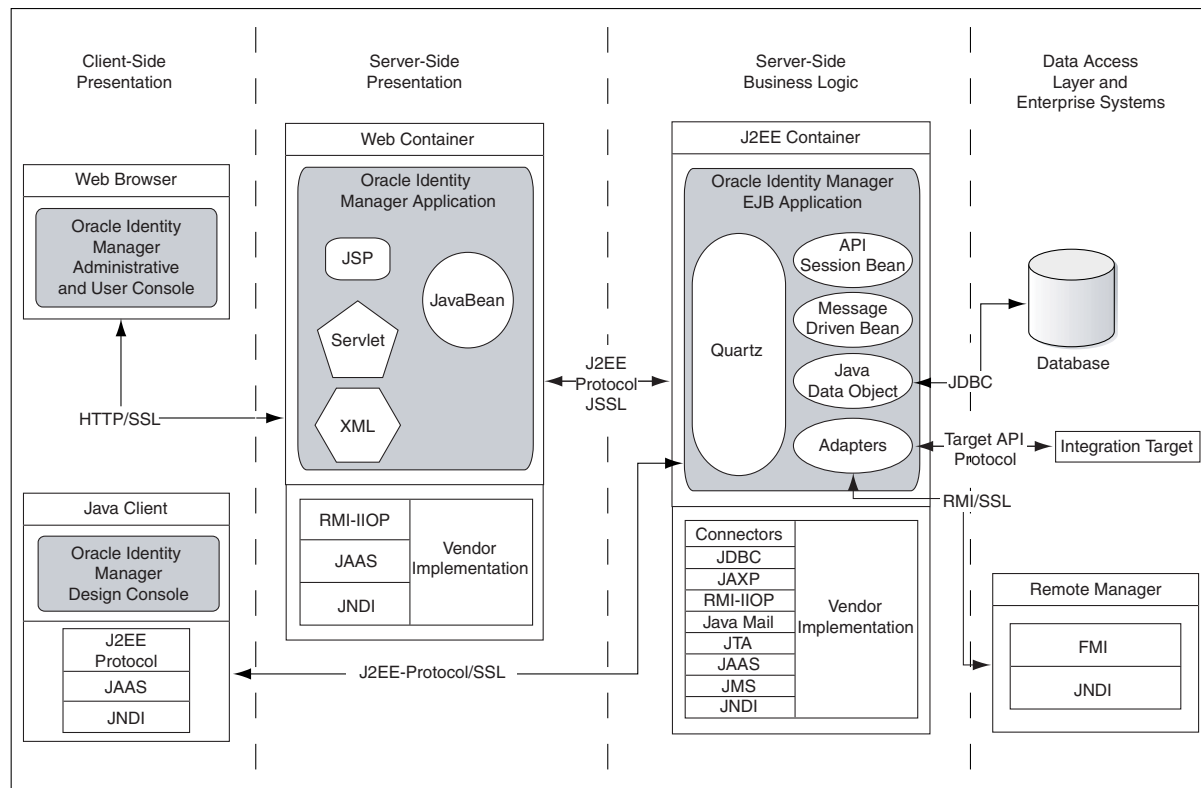 Client-Side
Presentation
Server-Side
Presentation
Server-Side
Business Logic
Data Access
Layer and
Enterprise Systems
Web Browser
Oracle Identity
Manager
Administrative
and User Console
HTTP/SSL
Java Client
Oracle Identity
Manager
Design Console
J2EE
Protocol
JAAS
JNDI
Web Container
Oracle Identity
Manager Application
JSP
JavaBean
Servlet
XML
RMI-IIOP
JAAS
JNDI
Vendor
Implementation
J2EE
Protocol
JSSL
J2EE-Protocol/SSL
J2EE Container
Oracle Identity Manager
EJB Application
Quartz
API
Session Bean
Message
Driven Bean
Java
Data Object
Adapters
Connectors
JDBC
JAXP
RMI-IIOP
Java Mail
JTA
JAAS
JMS
JNDI
Vendor
Implementation
JDBC
Database
Target API
Protocol
Integration Target
RMI/SSL
Remote Manager
FMI
JNDI